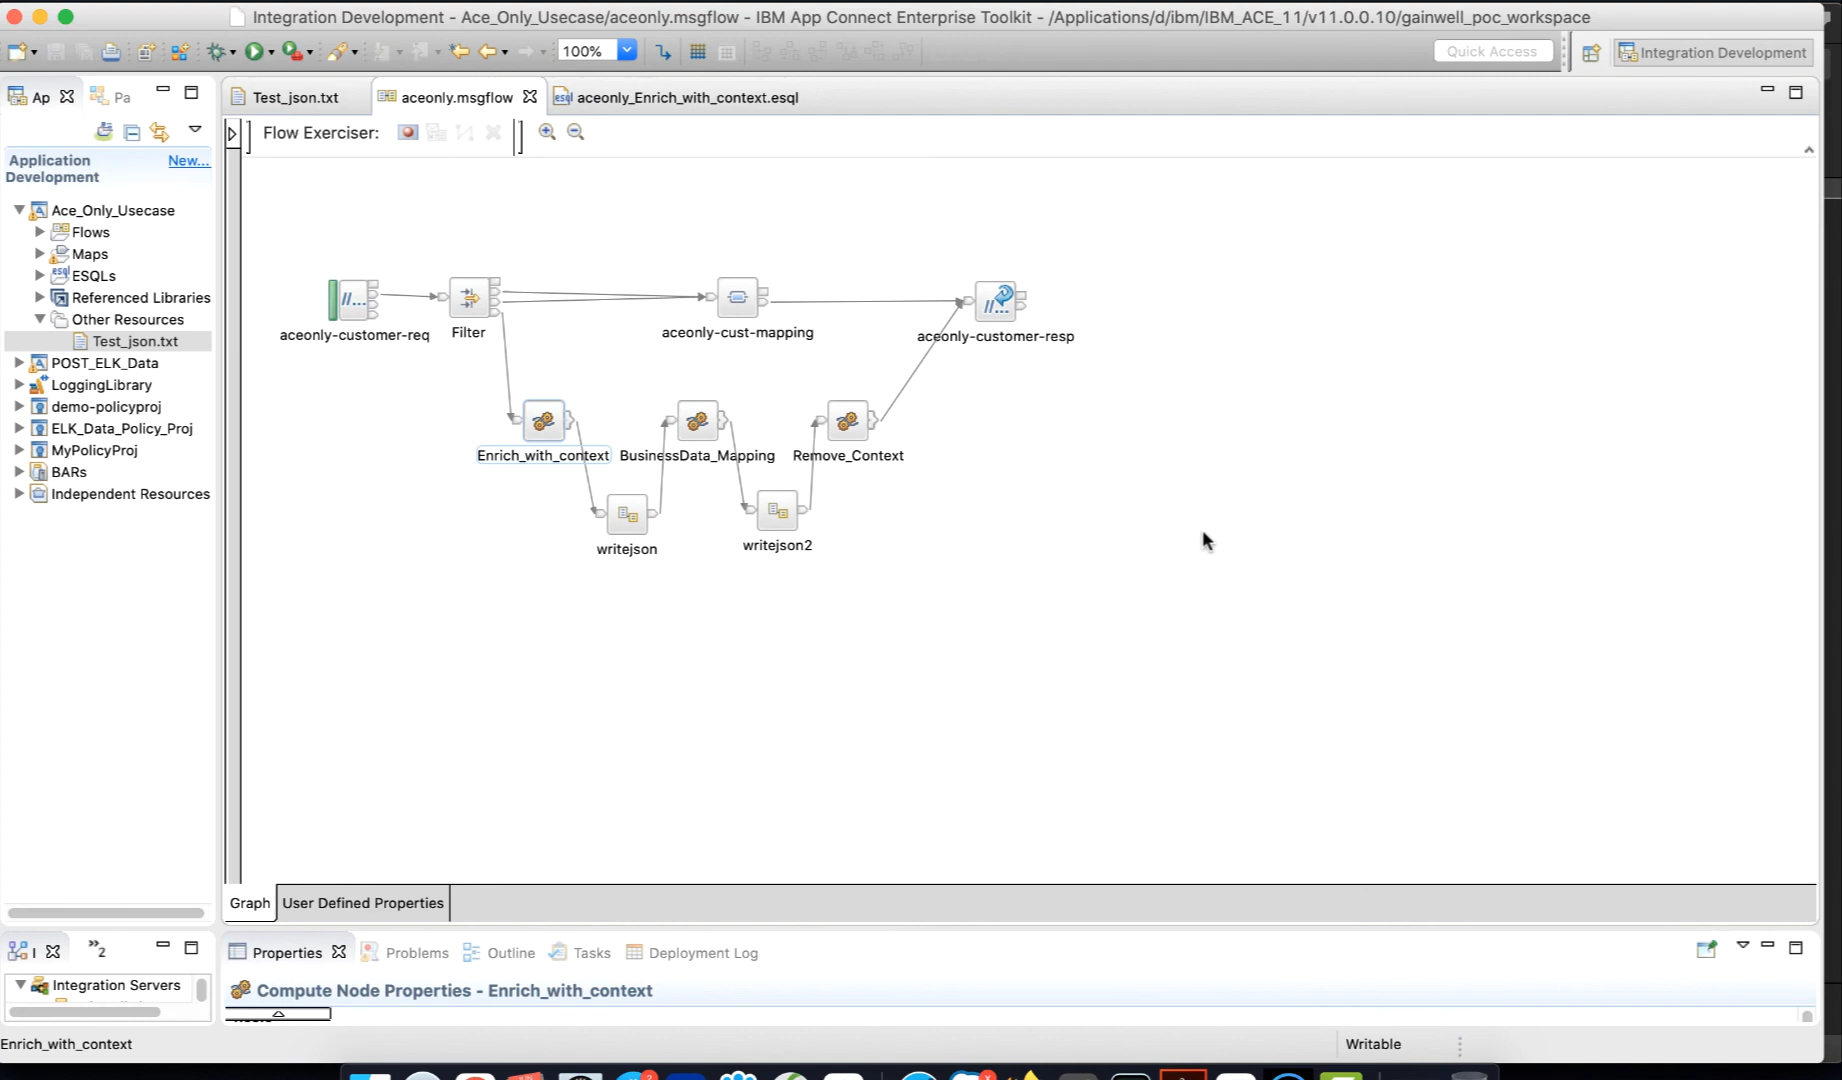 Integration Development - Ace_Only_Usecase/aceonly.msgflow - IBM App Connect Enterprise Toolkit - /Applications/d/ibm/IBM_ACE_11/v11.0.0.10/gainwell_poc_workspace
100%
Quick Access
Integration Development
Ap
Pa
Test_json.txt
aceonly.msgflow
esql aceonly_Enrich_with_context.esql
Flow Exerciser:
Application Development
New...
Ace_Only_Usecase
Flows
Maps
esql ESQLs
Referenced Libraries
Other Resources
Test_json.txt
POST_ELK_Data
LoggingLibrary
demo-policyproj
ELK_Data_Policy_Proj
MyPolicyProj
BARs
Independent Resources
aceonly-customer-req
Filter
aceonly-cust-mapping
aceonly-customer-resp
Enrich_with_context
BusinessData_Mapping
Remove_Context
writejson
writejson2
Graph
User Defined Properties
I
»2
Properties
Problems
Outline
Tasks
Deployment Log
Integration Servers
Compute Node Properties - Enrich_with_context
Enrich_with_context
Writable